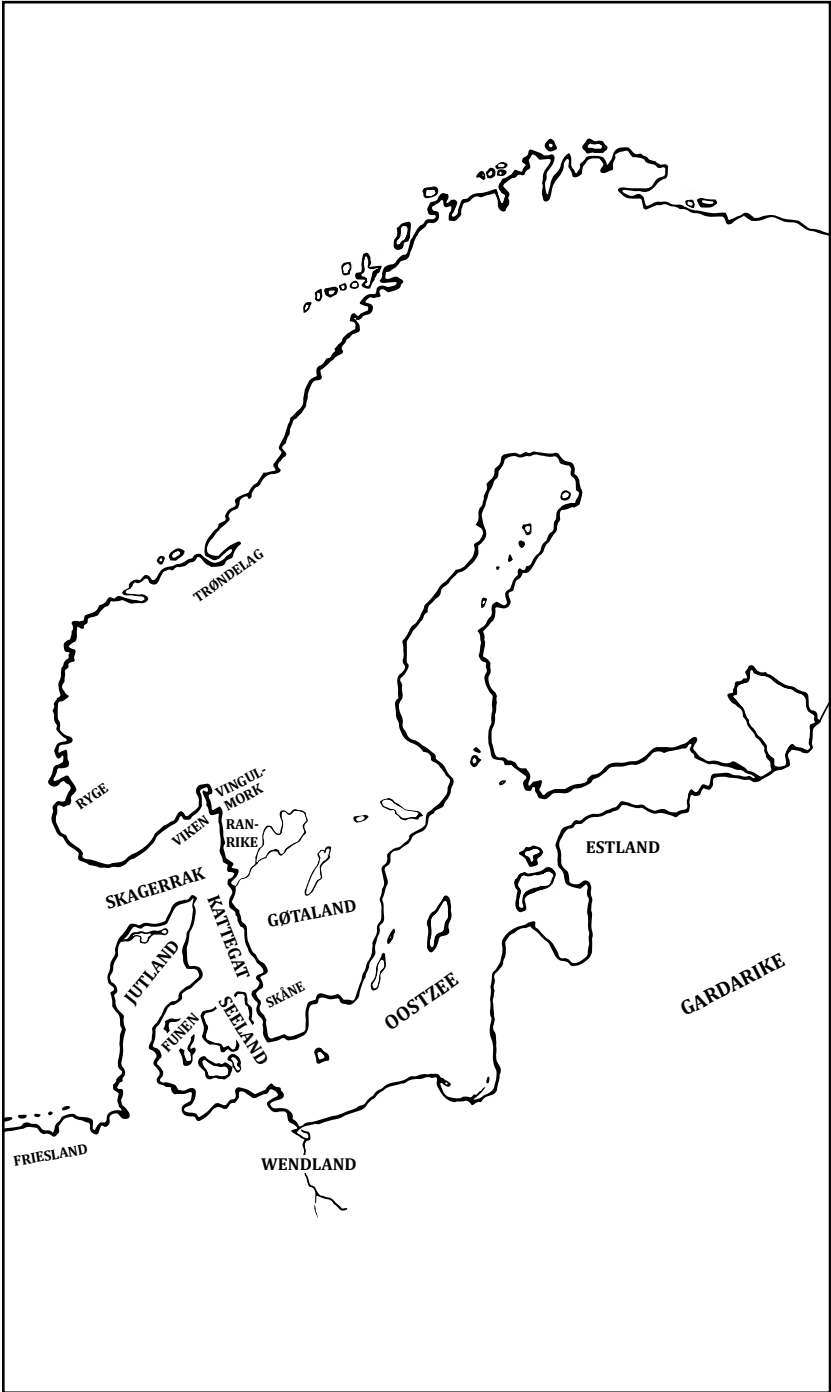 TRØNDELAG
RYGE
VINGUL-
MORK
VIKEN
RAN-
RIKE
ESTLAND
SKAGERRAK
KATTEGAT
GØTALAND
JUTLAND
SKÅNE
OOSTZEE
GARDARIKE
SEELAND
FUNEN
FRIESLAND
WENDLAND